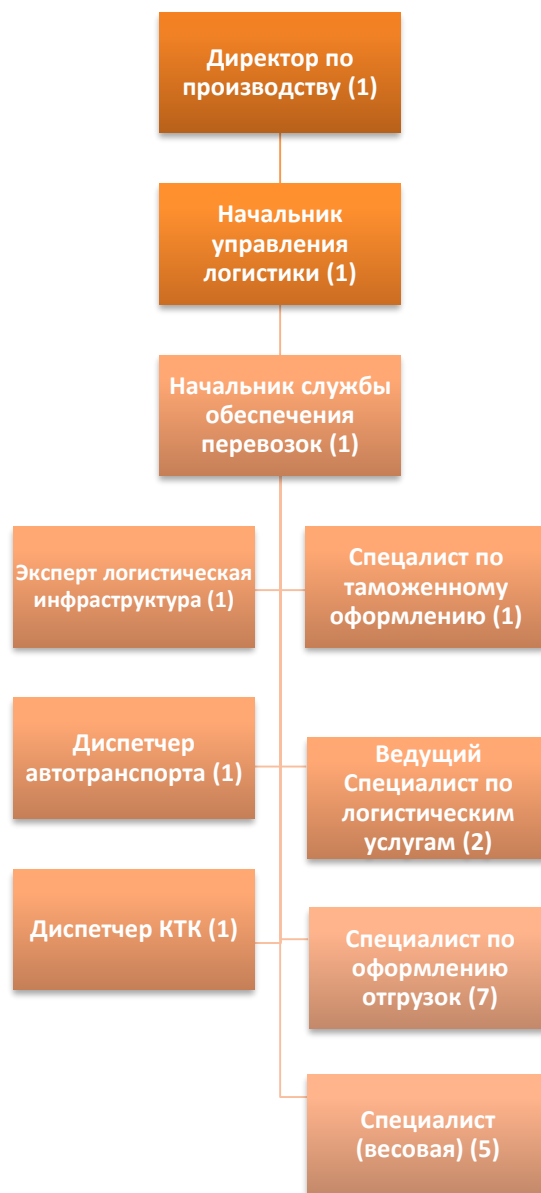 Директор по
производству (1)
Начальник
управления
логистики (1)
Начальник службы
обеспечения
перевозок (1)
Эксперт логистическая
инфраструктура (1)
Спецалист по
таможенному
оформлению (1)
Диспетчер
автотранспорта (1)
Ведущий
Специалист по
логистическим
услугам (2)
Диспетчер КТК (1)
Специалист по
оформлению
отгрузок (7)
Специалист
(весовая) (5)